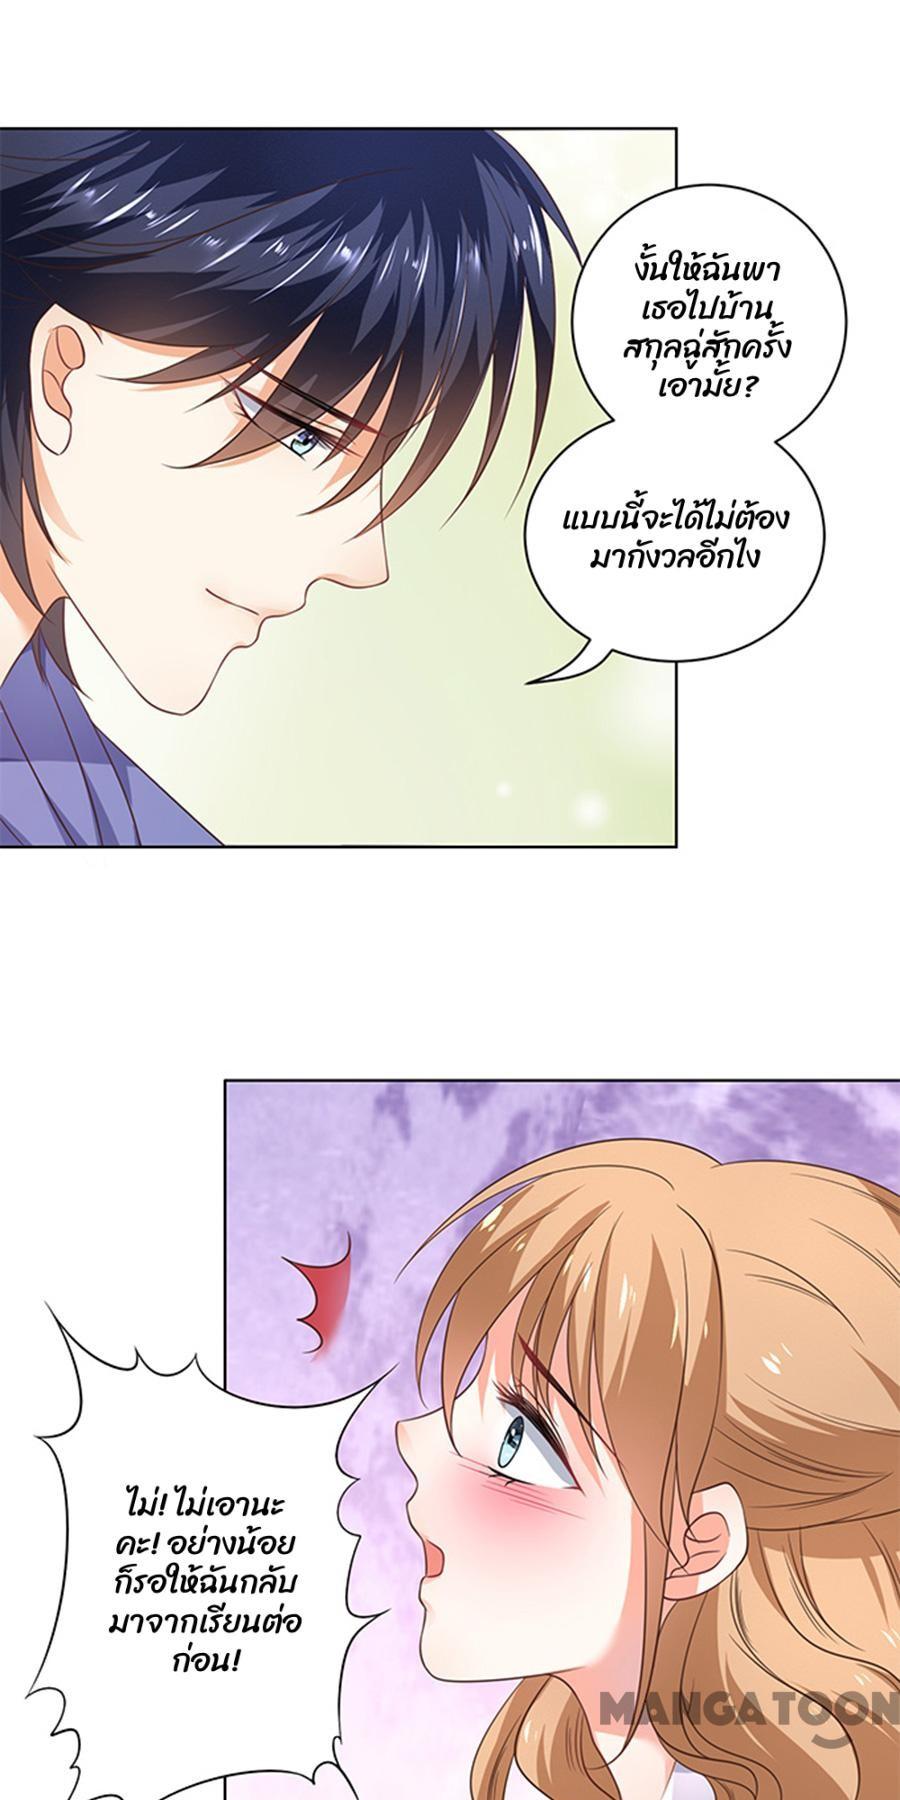 งั้นให้ฉันพา
เธอไปบ้าน
สกุลฉู่สักครั้ง
เอามั้ย?
แบบนี้จะได้ไม่ต้อง
มากังวลอีกไง
ไม่! ไม่เอานะ
คะ! อย่างน้อย
ก็รอให้ฉันกลับ
มาจากเรียนต่อ
ก่อน!
MANGATOON